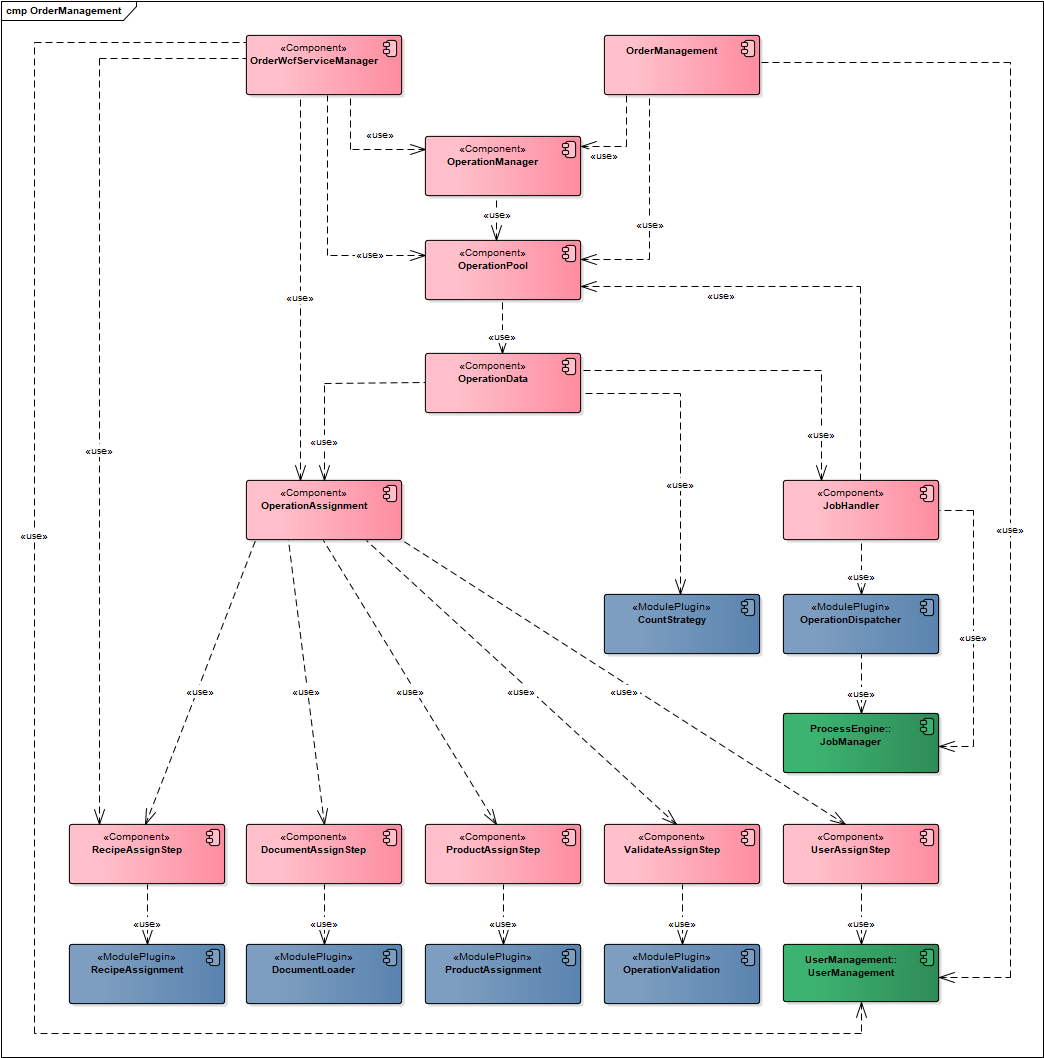 cmp OrderManagement
«Component»
OrderWcfServiceManager
OrderManagement
«use»
«Component»
OperationManager
«use»
«use»
«use»
«Component»
OperationPool
«use»
«use»
«use»
«use»
«Component»
OperationData
«use»
«use»
«use»
«use»
«Component»
OperationAssignment
«Component»
JobHandler
«use»
«use»
«use»
«ModulePlugin»
CountStrategy
«ModulePlugin»
OperationDispatcher
«use»
«use»
«use»
«use»
«use»
«use»
«use»
«use»
ProcessEngine::
JobManager
«Component»
RecipeAssignStep
«Component»
DocumentAssignStep
«Component»
ProductAssignStep
«Component»
ValidateAssignStep
«Component»
UserAssignStep
«use»
«use»
«use»
«use»
«use»
«ModulePlugin»
RecipeAssignment
«ModulePlugin»
DocumentLoader
«ModulePlugin»
ProductAssignment
«ModulePlugin»
OperationValidation
UserManagement::
UserManagement